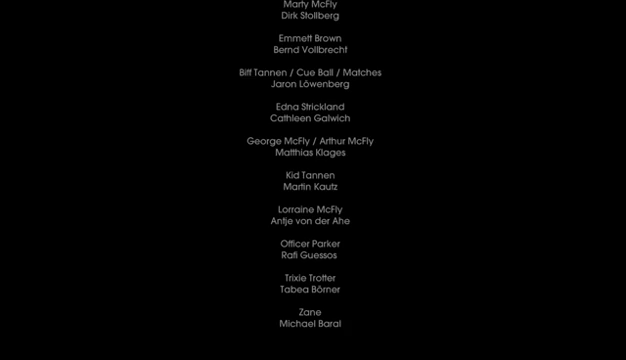 Marty McFly
Dirk Stollberg
Emmett Brown
Bernd Vollbrecht
Biff Tannen / Cue Ball / Matches
Jaron Löwenberg
Edna Strickland
Cathleen Galwich
George McFly / Arthur McFly
Matthias Klages
Kid Tannen
Martin Kautz
Lorraine McFly
Antje von der Ahe
Officer Parker
Rafi Guessos
Trixie Trotter
Tabea Börner
Zane
Michael Baral